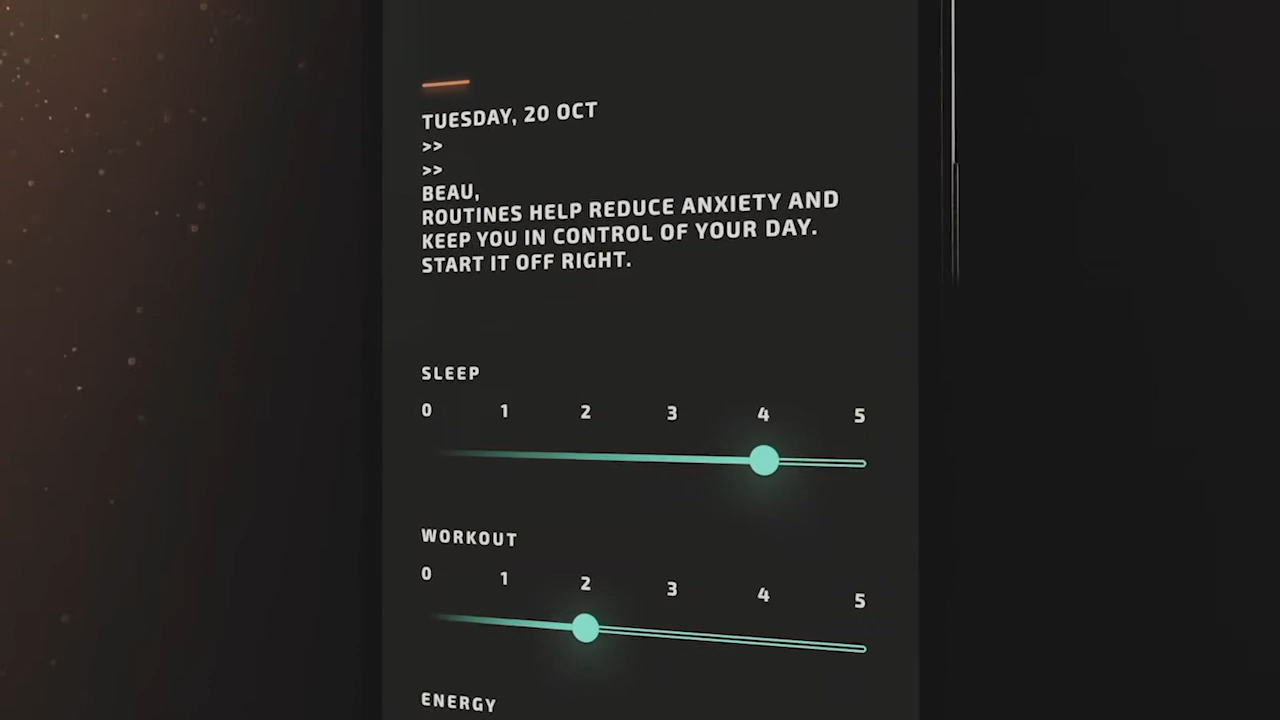 TUESDAY, 20 OCT
>>
>>
BEAU,
ROUTINES HELP REDUCE ANXIETY AND
KEEP YOU IN CONTROL OF YOUR DAY.
START IT OFF RIGHT.
SLEEP
0 1 2 3 4 5
WORKOUT
0 1 2 3 4 5
ENERGY